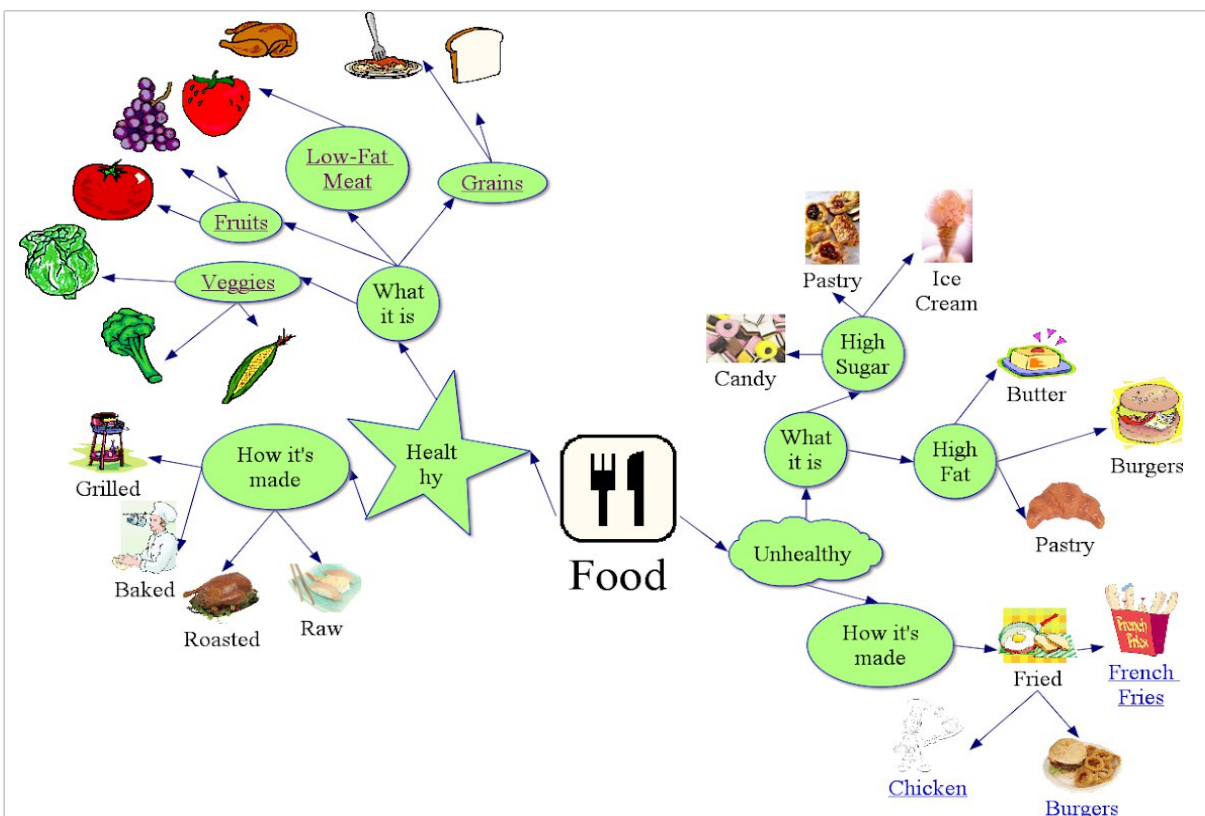 Low-Fat
Meat
Grains
Fruits
Veggies
What
it is
Pastry
Ice
Cream
Candy
High
Sugar
Butter
What
it is
High
Fat
Burgers
Pastry
Healt
hy
How it's
made
Grilled
Baked
Roasted
Raw
Food
Unhealthy
How it's
made
Fried
French
Fries
French
Fries
Chicken
Burgers